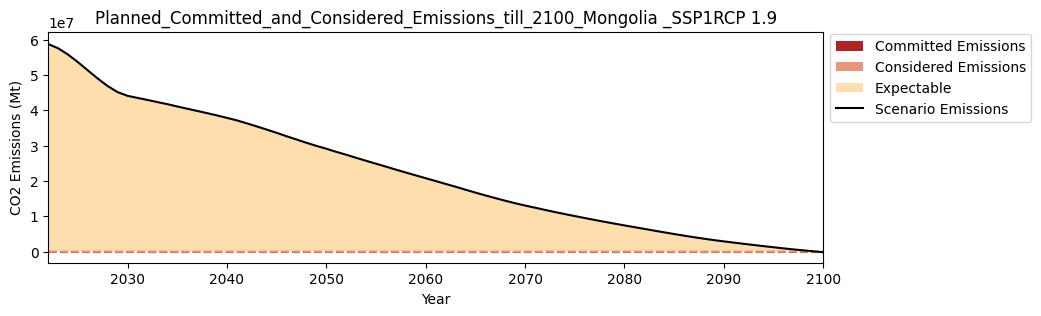 Planned_Committed_and_Considered_Emissions_till_2100_Mongolia _SSP1RCP 1.9
1e7
6
5
4
3
2
1
0
CO2 Emissions (Mt)
2030 2040 2050 2060 2070 2080 2090 2100
Year
Committed Emissions
Considered Emissions
Expectable
Scenario Emissions